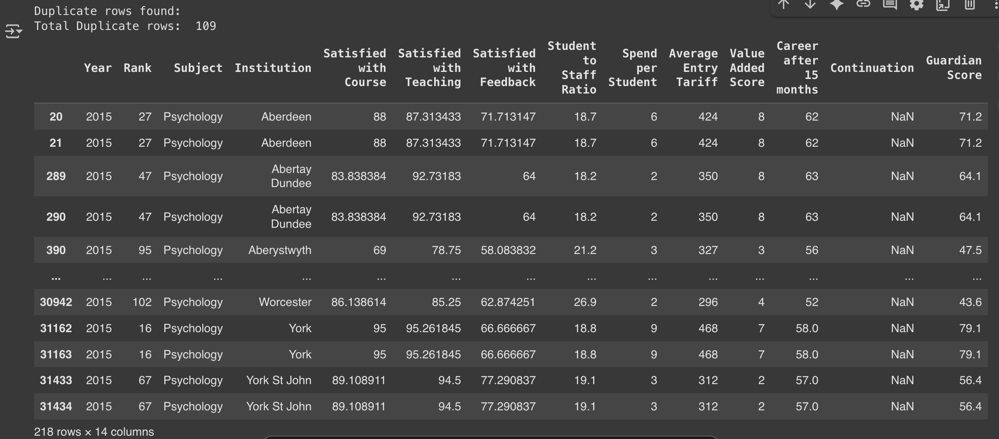 Duplicate rows found:
Total Duplicate rows:  109
Year Rank Subject Institution Satisfied with Course Satisfied with Teaching Satisfied with Feedback Student to Staff Ratio Spend per Student Average Entry Tariff Value Added Score Career after 15 months Continuation Guardian Score
20 2015 27 Psychology Aberdeen 88 87.313433 71.713147 18.7 6 424 8 62 NaN 71.2
21 2015 27 Psychology Aberdeen 88 87.313433 71.713147 18.7 6 424 8 62 NaN 71.2
289 2015 47 Psychology Abertay Dundee 83.838384 92.73183 64 18.2 2 350 8 63 NaN 64.1
290 2015 47 Psychology Abertay Dundee 83.838384 92.73183 64 18.2 2 350 8 63 NaN 64.1
390 2015 95 Psychology Aberystwyth 69 78.75 58.083832 21.2 3 327 3 56 NaN 47.5
... ... ... ... ... ... ... ... ... ... ... ... ... ... ...
30942 2015 102 Psychology Worcester 86.138614 85.25 62.874251 26.9 2 296 4 52 NaN 43.6
31162 2015 16 Psychology York 95 95.261845 66.666667 18.8 9 468 7 58.0 NaN 79.1
31163 2015 16 Psychology York 95 95.261845 66.666667 18.8 9 468 7 58.0 NaN 79.1
31433 2015 67 Psychology York St John 89.108911 94.5 77.290837 19.1 3 312 2 57.0 NaN 56.4
31434 2015 67 Psychology York St John 89.108911 94.5 77.290837 19.1 3 312 2 57.0 NaN 56.4
218 rows × 14 columns